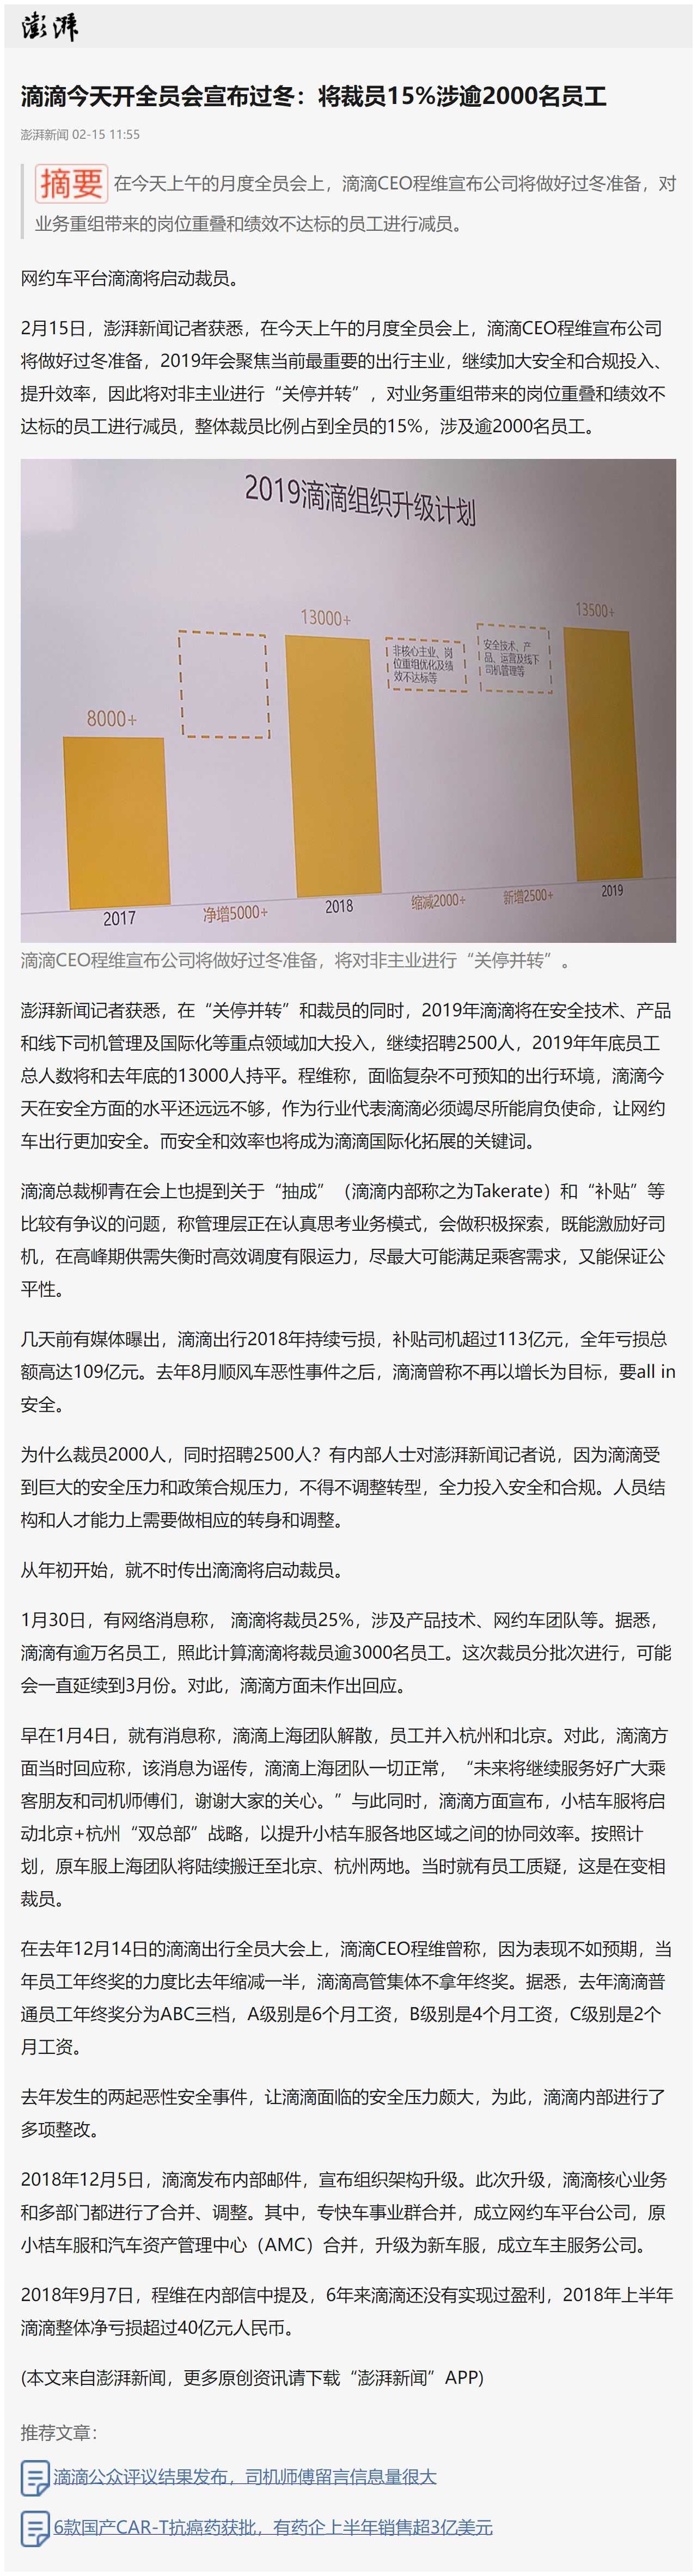 澎湃
滴滴今天开全员会宣布过冬：将裁员15%涉逾2000名员工
澎湃新闻 02-15 11:55
摘要 在今天上午的月度全员会上，滴滴CEO程维宣布公司将做好过冬准备，对
业务重组带来的岗位重叠和绩效不达标的员工进行减员。
网约车平台滴滴将启动裁员。
2月15日，澎湃新闻记者获悉，在今天上午的月度全员会上，滴滴CEO程维宣布公司
将做好过冬准备，2019年会聚焦当前最重要的出行主业，继续加大安全和合规投入、
提升效率，因此将对非主业进行“关停并转”，对业务重组带来的岗位重叠和绩效不
达标的员工进行减员，整体裁员比例占到全员的15%，涉及逾2000名员工。
2019滴滴组织升级计划
8000+
13000+
非核心主业、岗
位重组优化及绩
效不达标等
安全技术、产
品、运营及线下
司机管理等
13500+
2017
净增5000+
2018
缩减2000+
新增2500+
2019
滴滴CEO程维宣布公司将做好过冬准备，将对非主业进行“关停并转”。
澎湃新闻记者获悉，在“关停并转”和裁员的同时，2019年滴滴将在安全技术、产品
和线下司机管理及国际化等重点领域加大投入，继续招聘2500人，2019年年底员工
总人数将和去年底的13000人持平。程维称，面临复杂不可预知的出行环境，滴滴今
天在安全方面的水平还远远不够，作为行业代表滴滴必须竭尽所能肩负使命，让网约
车出行更加安全。而安全和效率也将成为滴滴国际化拓展的关键词。
滴滴总裁柳青在会上也提到关于“抽成”（滴滴内部称之为Takerate）和“补贴”等
比较有争议的问题，称管理层正在认真思考业务模式，会做积极探索，既能激励好司
机，在高峰期供需失衡时高效调度有限运力，尽最大可能满足乘客需求，又能保证公
平性。
几天前有媒体曝出，滴滴出行2018年持续亏损，补贴司机超过113亿元，全年亏损总
额高达109亿元。去年8月顺风车恶性事件之后，滴滴曾称不再以增长为目标，要all in
安全。
为什么裁员2000人，同时招聘2500人？有内部人士对澎湃新闻记者说，因为滴滴受
到巨大的安全压力和政策合规压力，不得不调整转型，全力投入安全和合规。人员结
构和人才能力上需要做相应的转身和调整。
从年初开始，就不时传出滴滴将启动裁员。
1月30日，有网络消息称， 滴滴将裁员25%，涉及产品技术、网约车团队等。据悉，
滴滴有逾万名员工，照此计算滴滴将裁员逾3000名员工。这次裁员分批次进行，可能
会一直延续到3月份。对此，滴滴方面未作出回应。
早在1月4日，就有消息称，滴滴上海团队解散，员工并入杭州和北京。对此，滴滴方
面当时回应称，该消息为谣传，滴滴上海团队一切正常，“未来将继续服务好广大乘
客朋友和司机师傅们，谢谢大家的关心。”与此同时，滴滴方面宣布，小桔车服将启
动北京+杭州“双总部”战略，以提升小桔车服各地区域之间的协同效率。按照计
划，原车服上海团队将陆续搬迁至北京、杭州两地。当时就有员工质疑，这是在变相
裁员。
在去年12月14日的滴滴出行全员大会上，滴滴CEO程维曾称，因为表现不如预期，当
年员工年终奖的力度比去年缩减一半，滴滴高管集体不拿年终奖。据悉，去年滴滴普
通员工年终奖分为ABC三档，A级别是6个月工资，B级别是4个月工资，C级别是2个
月工资。
去年发生的两起恶性安全事件，让滴滴面临的安全压力颇大，为此，滴滴内部进行了
多项整改。
2018年12月5日，滴滴发布内部邮件，宣布组织架构升级。此次升级，滴滴核心业务
和多部门都进行了合并、调整。其中，专快车事业群合并，成立网约车平台公司，原
小桔车服和汽车资产管理中心（AMC）合并，升级为新车服，成立车主服务公司。
2018年9月7日，程维在内部信中提及，6年来滴滴还没有实现过盈利，2018年上半年
滴滴整体净亏损超过40亿元人民币。
(本文来自澎湃新闻，更多原创资讯请下载“澎湃新闻”APP)
推荐文章：
滴滴公众评议结果发布，司机师傅留言信息量很大
6款国产CAR-T抗癌药获批，有药企上半年销售超3亿美元